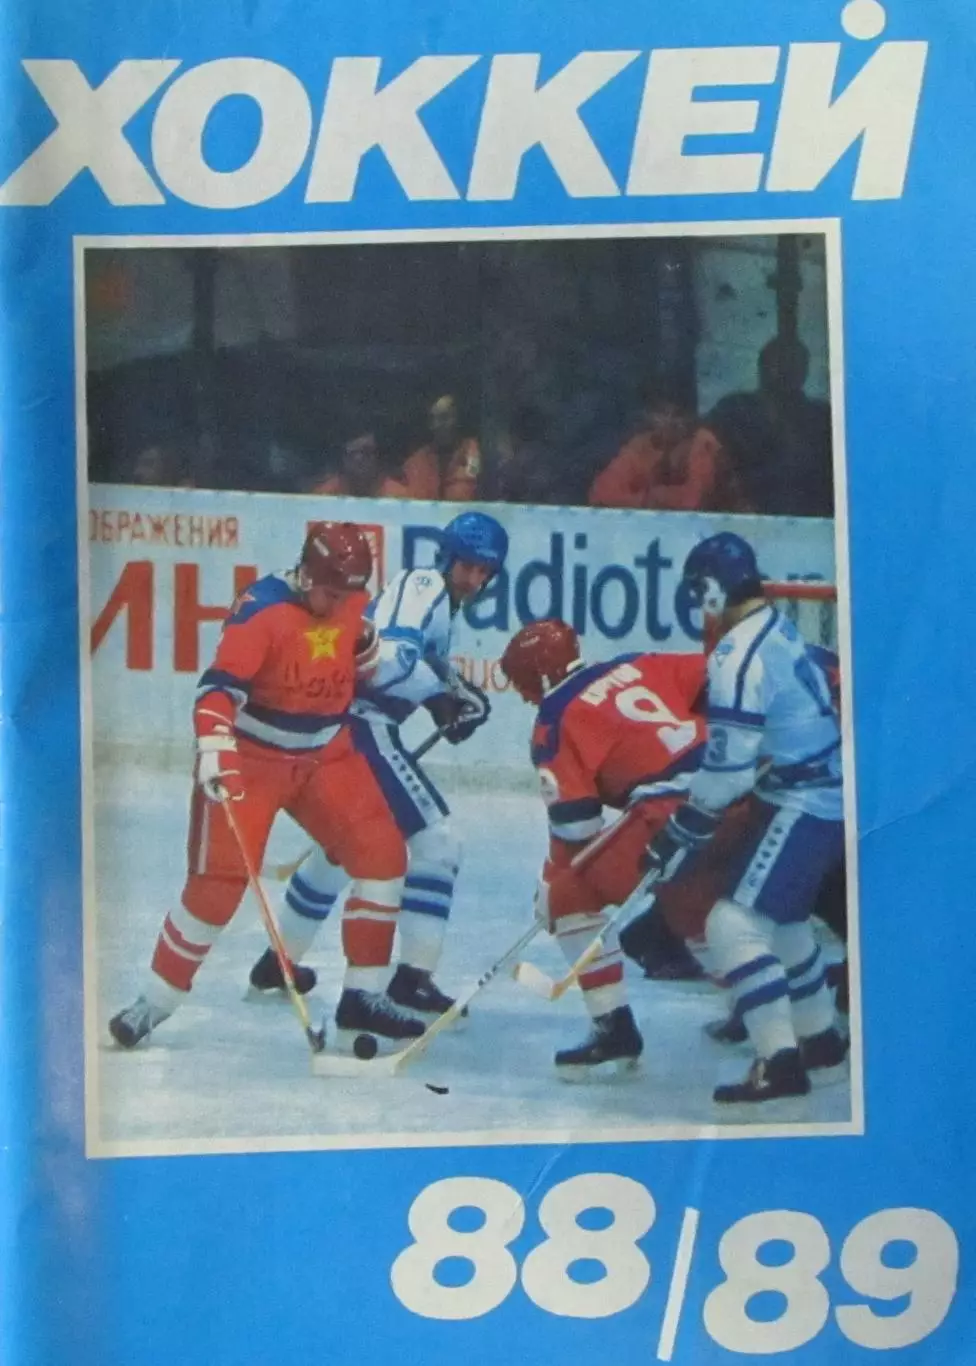 ХОККЕЙ
ОБРАЖЕНИЯ
ИН
Radiote
88/89